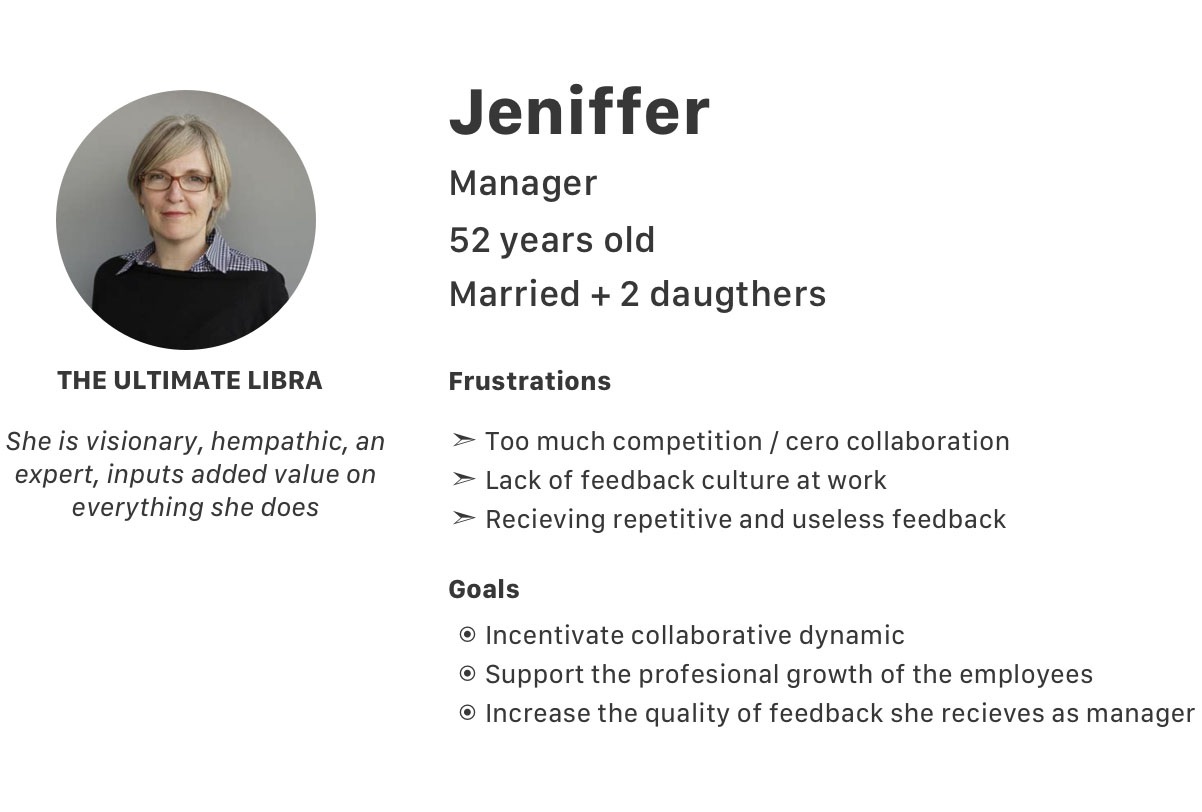 Jeniffer
Manager
52 years old
Married + 2 daugthers
THE ULTIMATE LIBRA
She is visionary, hempathic, an
expert, inputs added value on
everything she does
Frustrations
➣ Too much competition / cero collaboration
➣ Lack of feedback culture at work
➣ Recieving repetitive and useless feedback
Goals
⦿ Incentivate collaborative dynamic
⦿ Support the profesional growth of the employees
⦿ Increase the quality of feedback she recieves as manager